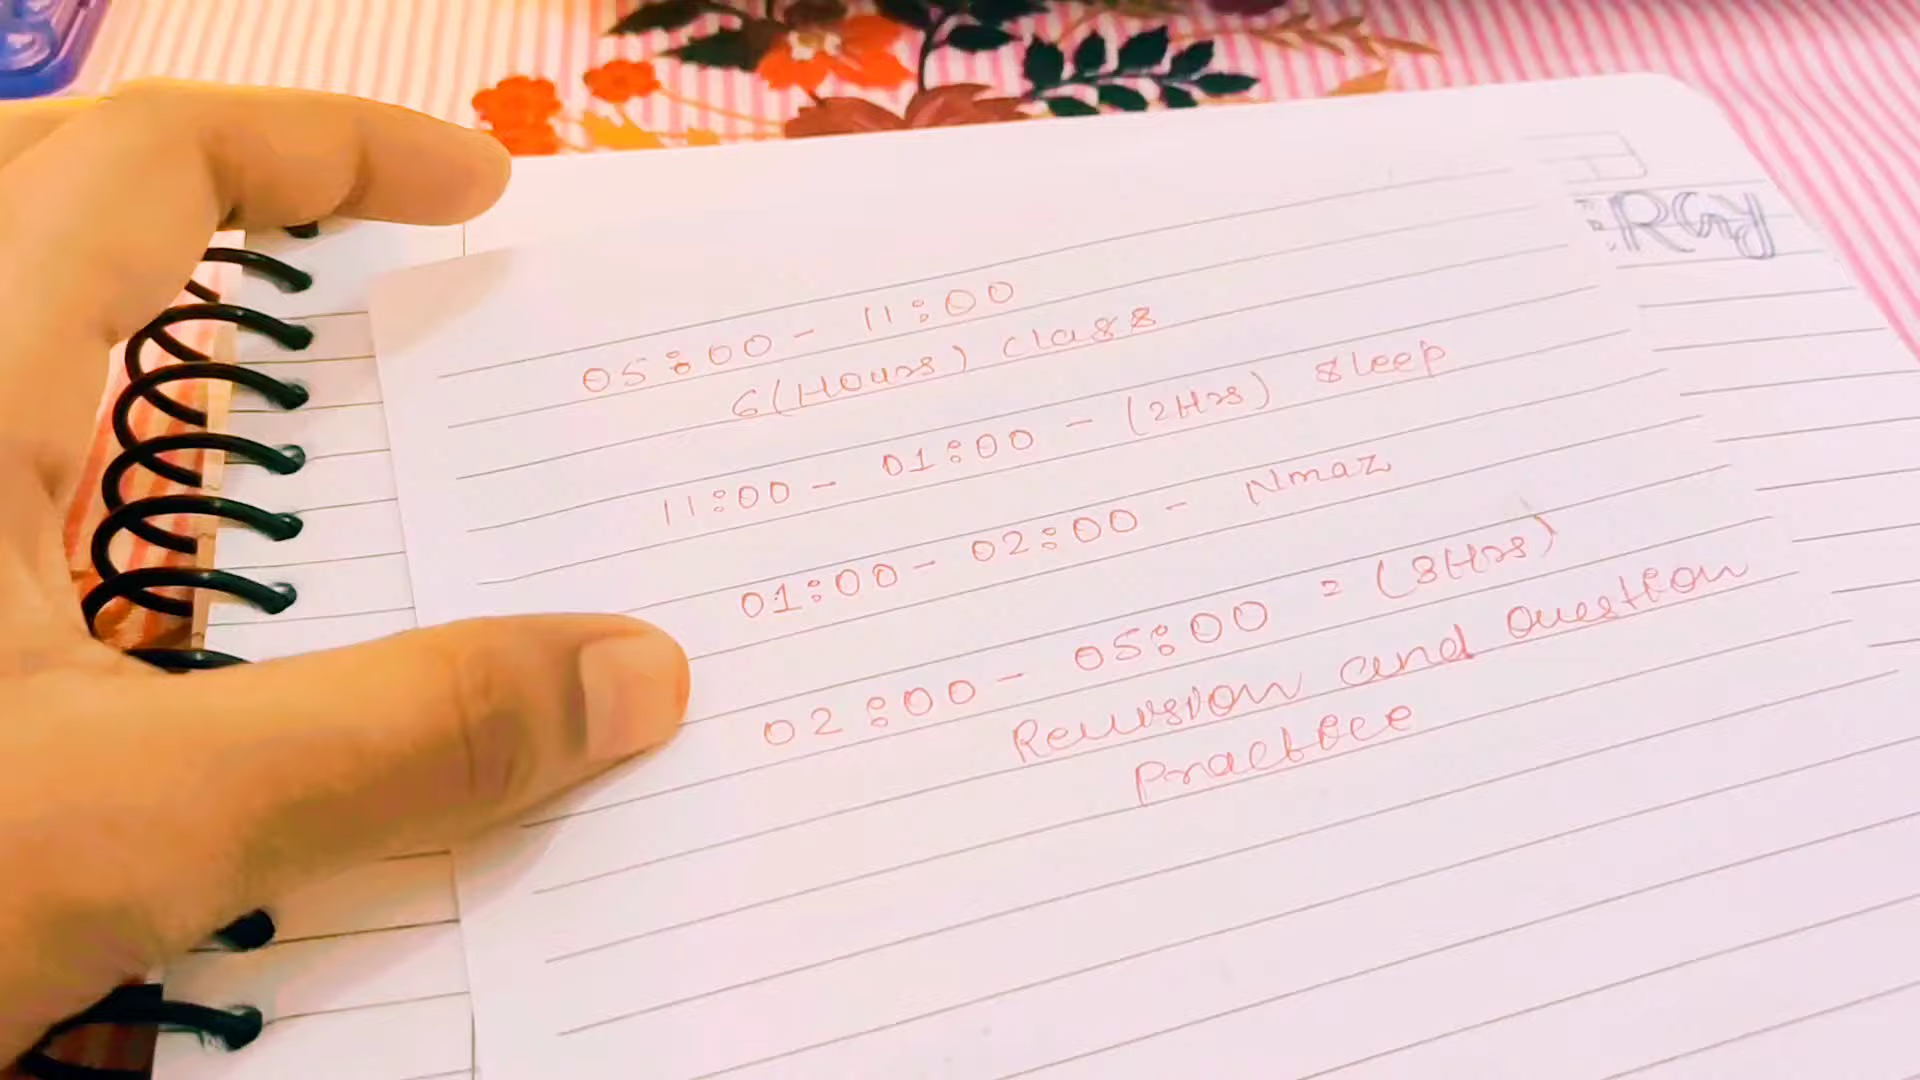 05:00 - 11:00
6(Hours) class
11:00 - 01:00 - (2Hrs) sleep
01:00 - 02:00 - Nmaz
02:00 - 05:00 = (3Hrs)
Revision and Question
Practice